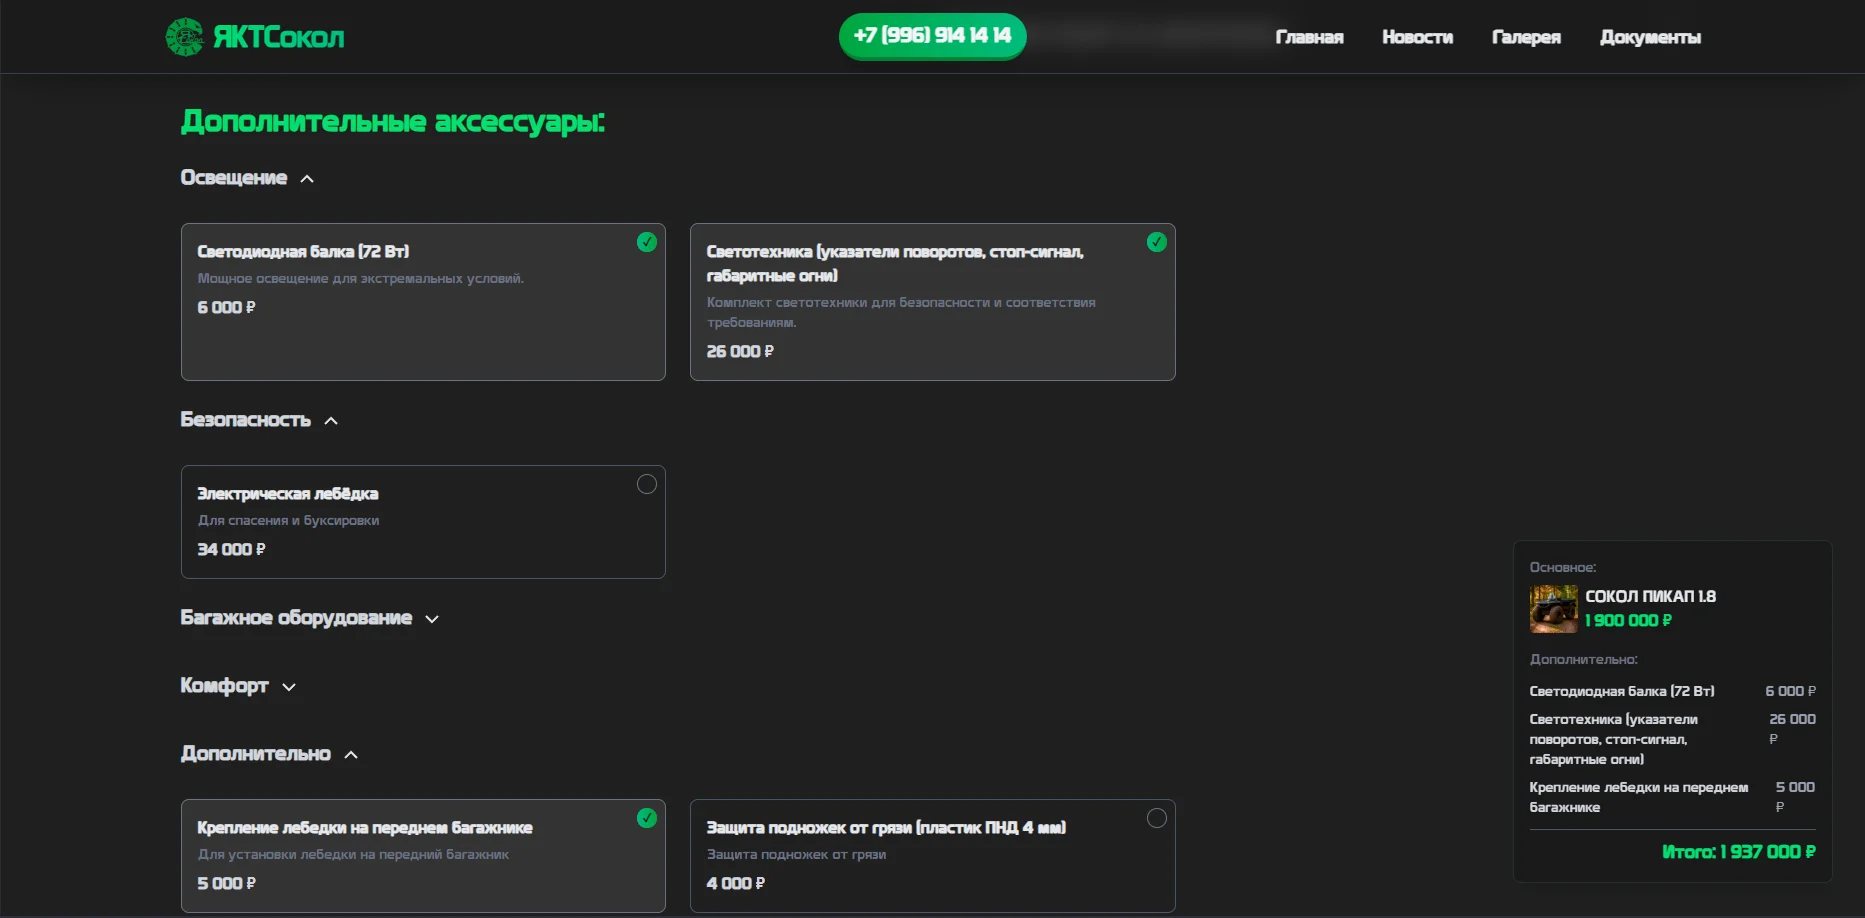 ЯКТСокол
+7 (996) 914 14 14
Главная
Новости
Галерея
Документы
Дополнительные аксессуары:
Освещение
Светодиодная балка (72 Вт)
Мощное освещение для экстремальных условий.
6 000 ₽
Светотехника (указатели поворотов, стоп-сигнал,
габаритные огни)
Комплект светотехники для безопасности и соответствия
требованиям.
26 000 ₽
Безопасность
Электрическая лебёдка
Для спасения и буксировки
34 000 ₽
Багажное оборудование
Комфорт
Дополнительно
Крепление лебедки на переднем багажнике
Для установки лебедки на передний багажник
5 000 ₽
Защита подножек от грязи (пластик ПНД 4 мм)
Защита подножек от грязи
4 000 ₽
Основное:
СОКОЛ ПИКАП 1.8
1 900 000 ₽
Дополнительно:
Светодиодная балка (72 Вт) 6 000 ₽
Светотехника (указатели 26 000
поворотов, стоп-сигнал, ₽
габаритные огни)
Крепление лебедки на переднем 5 000
багажнике ₽
Итого: 1 937 000 ₽